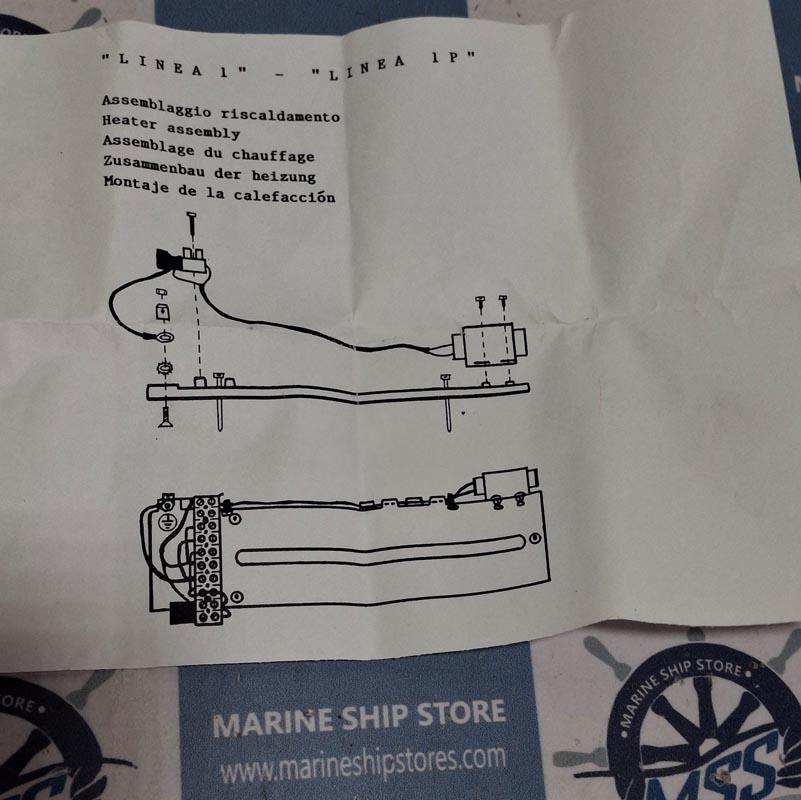 "LINEA 1" - "LINEA 1P"
Assemblaggio riscaldamento
Heater assembly
Assemblage du chauffage
Zusammenbau der heizung
Montaje de la calefacción
MARINE SHIP STORE
www.marineshipstores.com
• MARINE SHIP STORE •
MSS